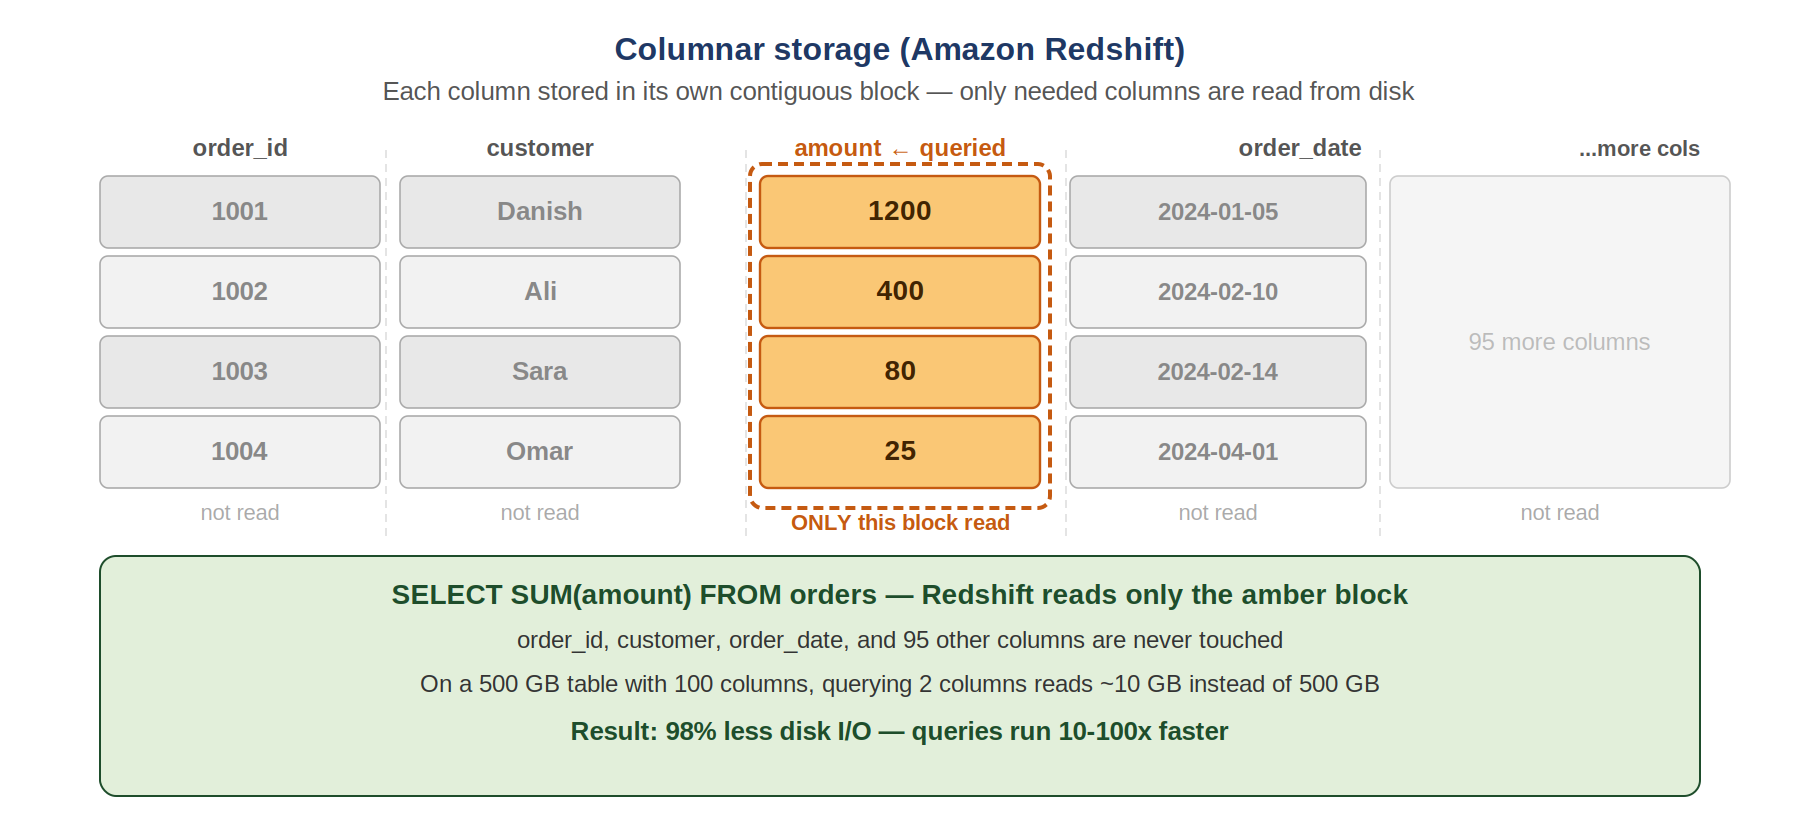 Columnar storage (Amazon Redshift)
Each column stored in its own contiguous block — only needed columns are read from disk
order_id customer amount ← queried order_date ...more cols
1001 Danish 1200 2024-01-05
1002 Ali 400 2024-02-10
95 more columns
1003 Sara 80 2024-02-14
1004 Omar 25 2024-04-01
not read not read ONLY this block read not read not read
SELECT SUM(amount) FROM orders — Redshift reads only the amber block
order_id, customer, order_date, and 95 other columns are never touched
On a 500 GB table with 100 columns, querying 2 columns reads ~10 GB instead of 500 GB
Result: 98% less disk I/O — queries run 10-100x faster